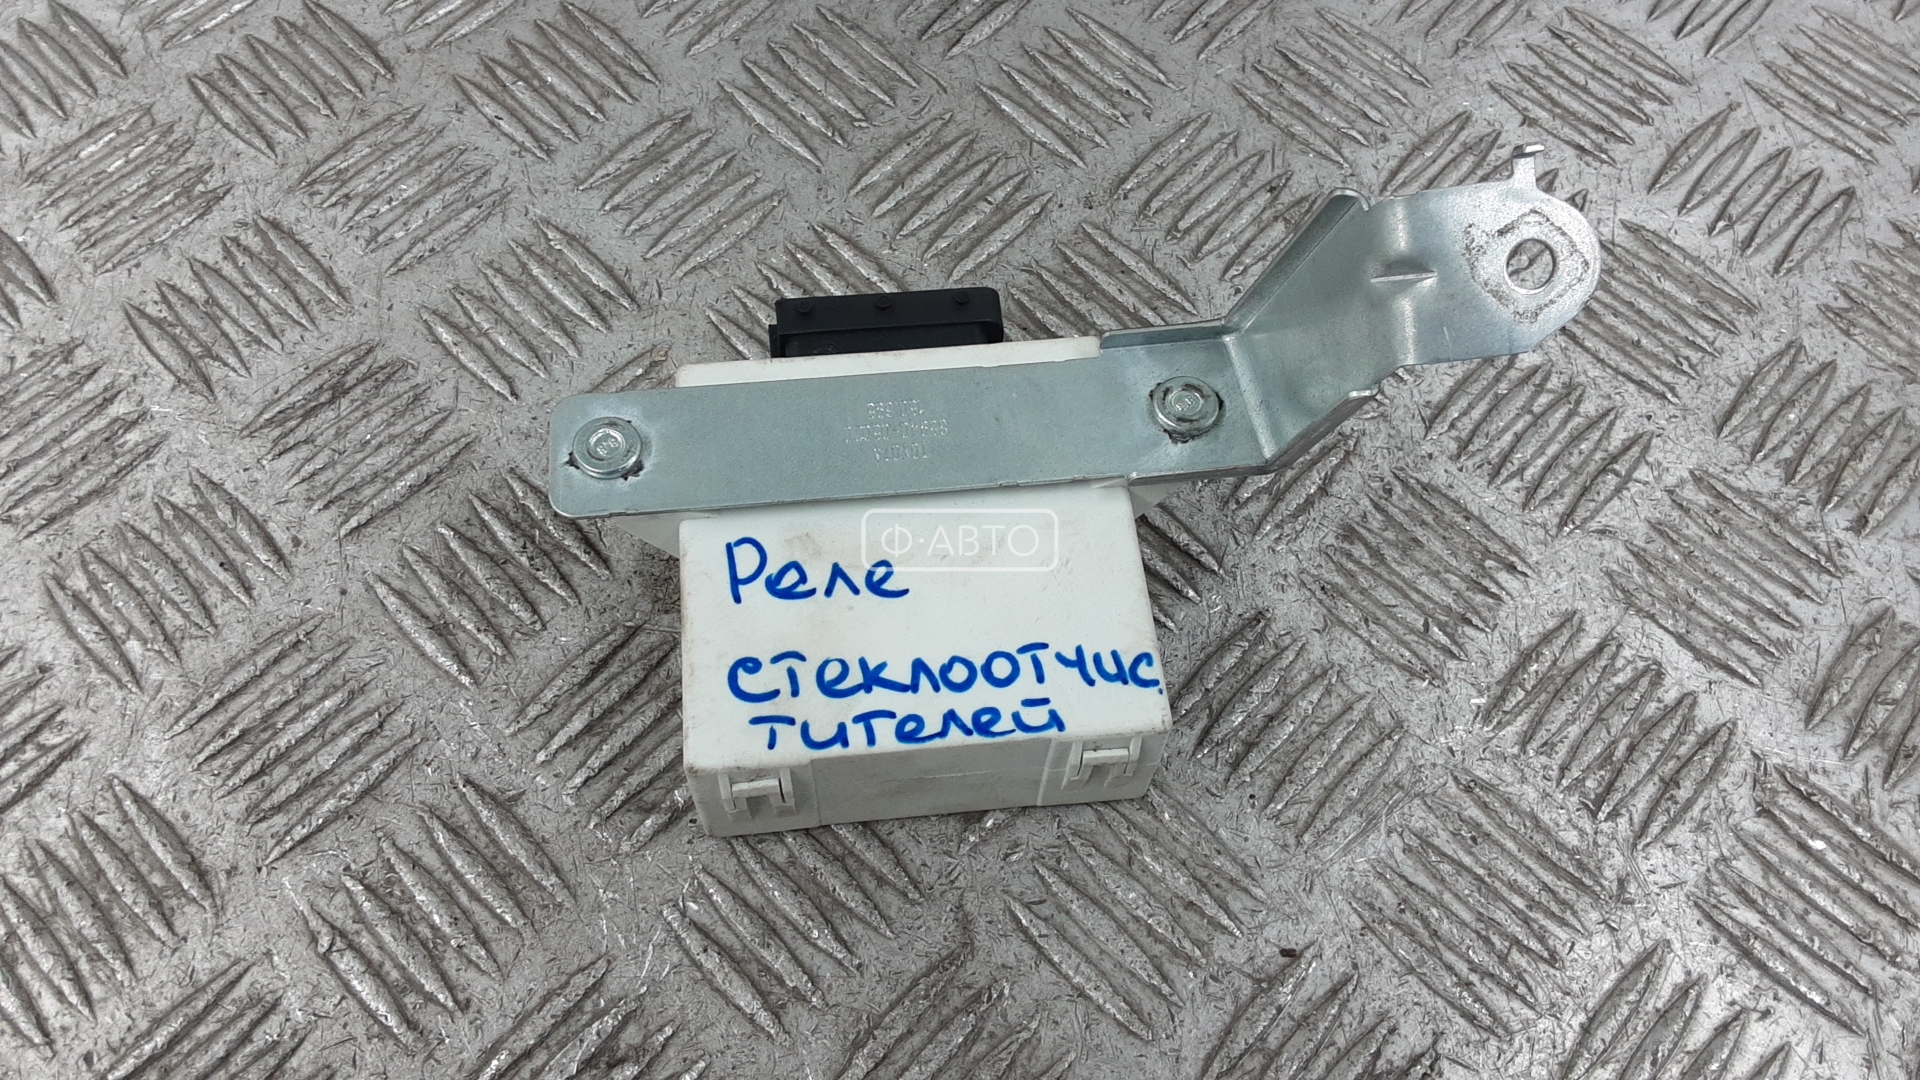 Ф·АВТО
Реле
стеклоотчис.
тителей